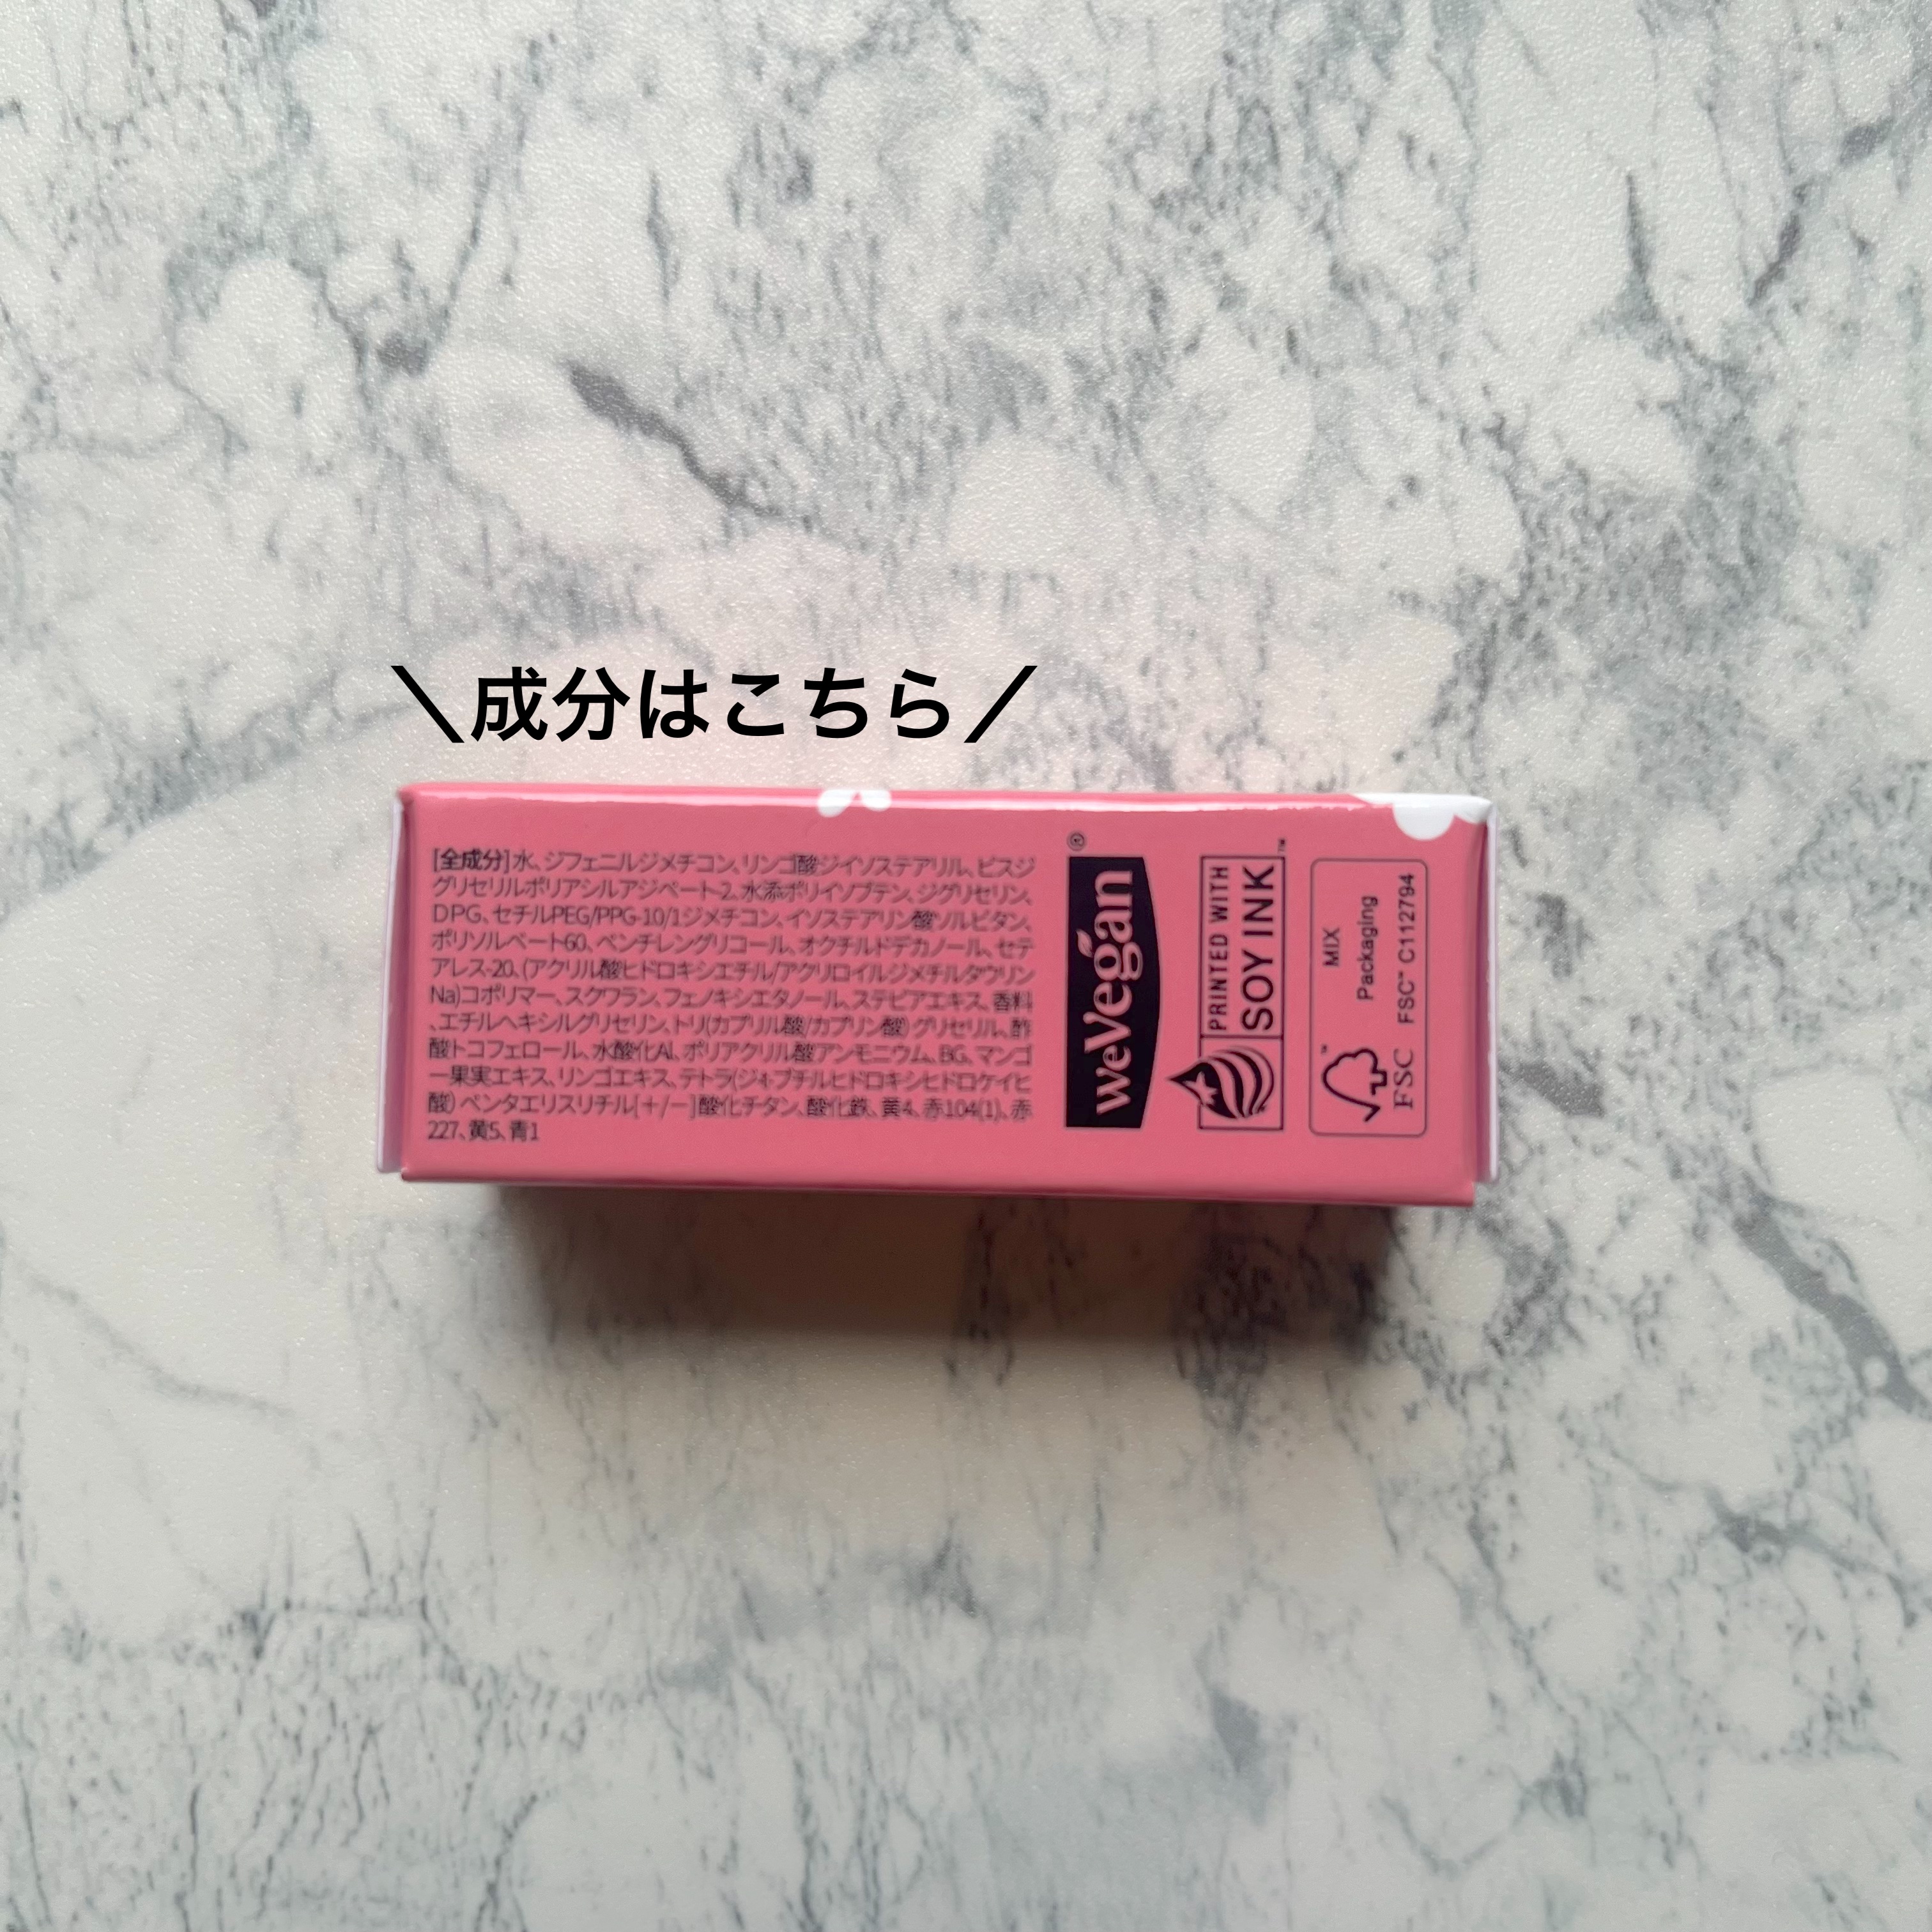 ＼成分はこちら／
[全成分]水、ジフェニルジメチコン、リンゴ酸ジイソステアリル、ビスジ
グリセリルポリアシルアジペート-2、水添ポリイソブテン、ジグリセリン、
DPG、セチルPEG/PPG-10/1ジメチコン、イソステアリン酸ソルビタン、
ポリソルベート60、ペンチレングリコール、オクチルドデカノール、セテ
アレス-20、(アクリル酸ヒドロキシエチル/アクリロイルジメチルタウリン
Na)コポリマー、スクワラン、フェノキシエタノール、ステビアエキス、香料
、エチルヘキシルグリセリン、トリ(カプリル酸/カプリン酸)グリセリル、酢
酸トコフェロール、水酸化Al、ポリアクリル酸アンモニウム、BG、マンゴ
ー果実エキス、リンゴエキス、テトラ(ジ-t-ブチルヒドロキシヒドロケイヒ
酸)ペンタエリスリチル[+/-]酸化チタン、酸化鉄、黄4、赤104(1)、赤
227、黄5、青1
weVegan®
PRINTED WITH
SOY INK™
MIX
Packaging
FSC™ C112794
FSC™